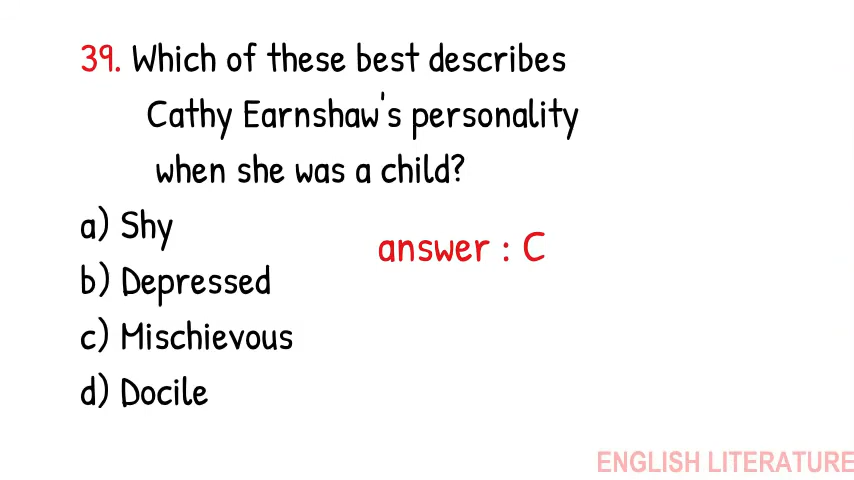 39. Which of these best describes
Cathy Earnshaw's personality
when she was a child?
a) Shy
answer : C
b) Depressed
c) Mischievous
d) Docile
ENGLISH LITERATURE